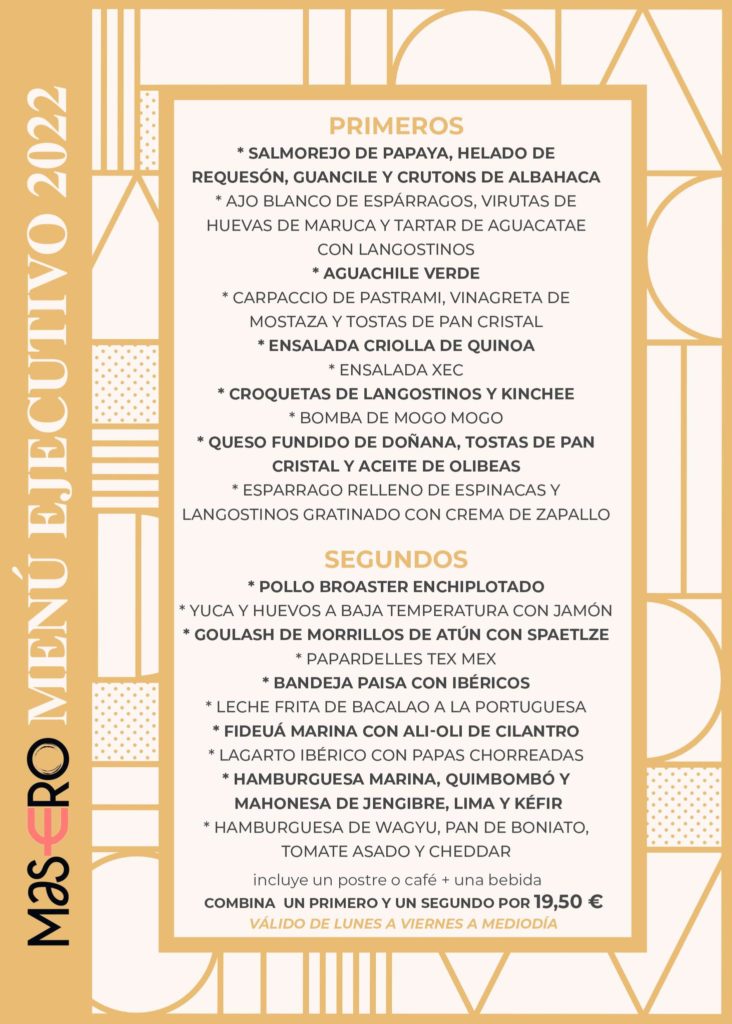 MASERO MENÚ EJECUTIVO 2022
PRIMEROS
* SALMOREJO DE PAPAYA, HELADO DE
REQUESÓN, GUANCILE Y CRUTONS DE ALBAHACA
* AJO BLANCO DE ESPÁRRAGOS, VIRUTAS DE
HUEVAS DE MARUCA Y TARTAR DE AGUACATAE
CON LANGOSTINOS
* AGUACHILE VERDE
* CARPACCIO DE PASTRAMI, VINAGRETA DE
MOSTAZA Y TOSTAS DE PAN CRISTAL
* ENSALADA CRIOLLA DE QUINOA
* ENSALADA XEC
* CROQUETAS DE LANGOSTINOS Y KINCHEE
* BOMBA DE MOGO MOGO
* QUESO FUNDIDO DE DOÑANA, TOSTAS DE PAN
CRISTAL Y ACEITE DE OLIBEAS
* ESPARRAGO RELLENO DE ESPINACAS Y
LANGOSTINOS GRATINADO CON CREMA DE ZAPALLO
SEGUNDOS
* POLLO BROASTER ENCHIPLOTADO
* YUCA Y HUEVOS A BAJA TEMPERATURA CON JAMÓN
* GOULASH DE MORRILLOS DE ATÚN CON SPAETLZE
* PAPARDELLES TEX MEX
* BANDEJA PAISA CON IBÉRICOS
* LECHE FRITA DE BACALAO A LA PORTUGUESA
* FIDEUÁ MARINA CON ALI-OLI DE CILANTRO
* LAGARTO IBÉRICO CON PAPAS CHORREADAS
* HAMBURGUESA MARINA, QUIMBOMBÓ Y
MAHONESA DE JENGIBRE, LIMA Y KÉFIR
* HAMBURGUESA DE WAGYU, PAN DE BONIATO,
TOMATE ASADO Y CHEDDAR
incluye un postre o café + una bebida
COMBINA UN PRIMERO Y UN SEGUNDO POR 19,50 €
VÁLIDO DE LUNES A VIERNES A MEDIODÍA